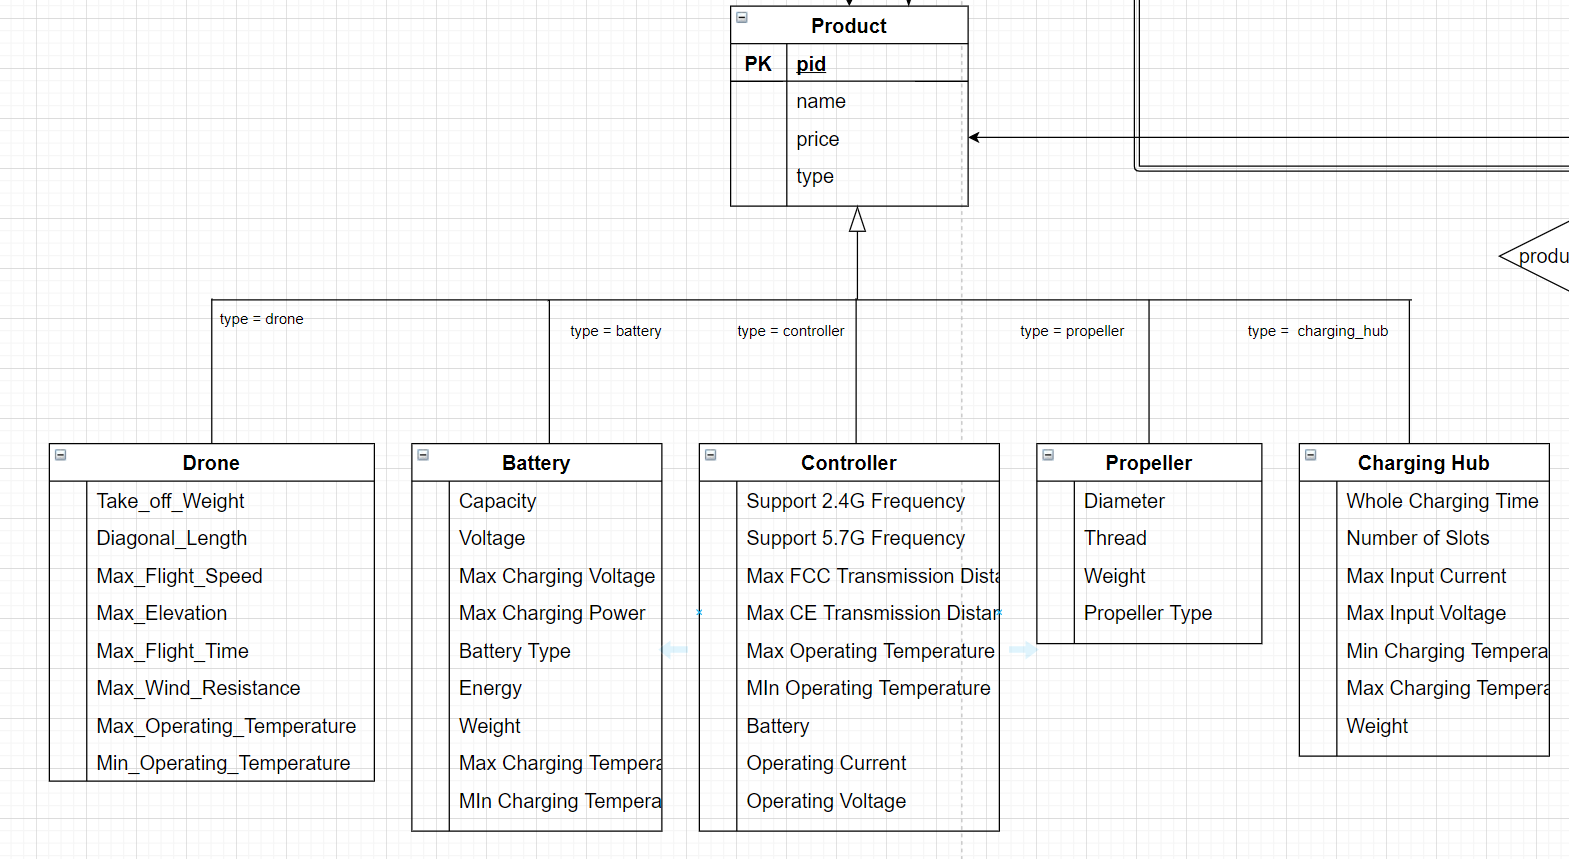 Product
PK pid
name
price
type
produ
type = drone
type = battery
type = controller
type = propeller
type = charging_hub
Drone
Take_off_Weight
Diagonal_Length
Max_Flight_Speed
Max_Elevation
Max_Flight_Time
Max_Wind_Resistance
Max_Operating_Temperature
Min_Operating_Temperature
Battery
Capacity
Voltage
Max Charging Voltage
Max Charging Power
Battery Type
Energy
Weight
Max Charging Tempera
MIn Charging Tempera
Controller
Support 2.4G Frequency
Support 5.7G Frequency
Max FCC Transmission Dista
Max CE Transmission Distan
Max Operating Temperature
MIn Operating Temperature
Battery
Operating Current
Operating Voltage
Propeller
Diameter
Thread
Weight
Propeller Type
Charging Hub
Whole Charging Time
Number of Slots
Max Input Current
Max Input Voltage
Min Charging Tempera
Max Charging Tempera
Weight